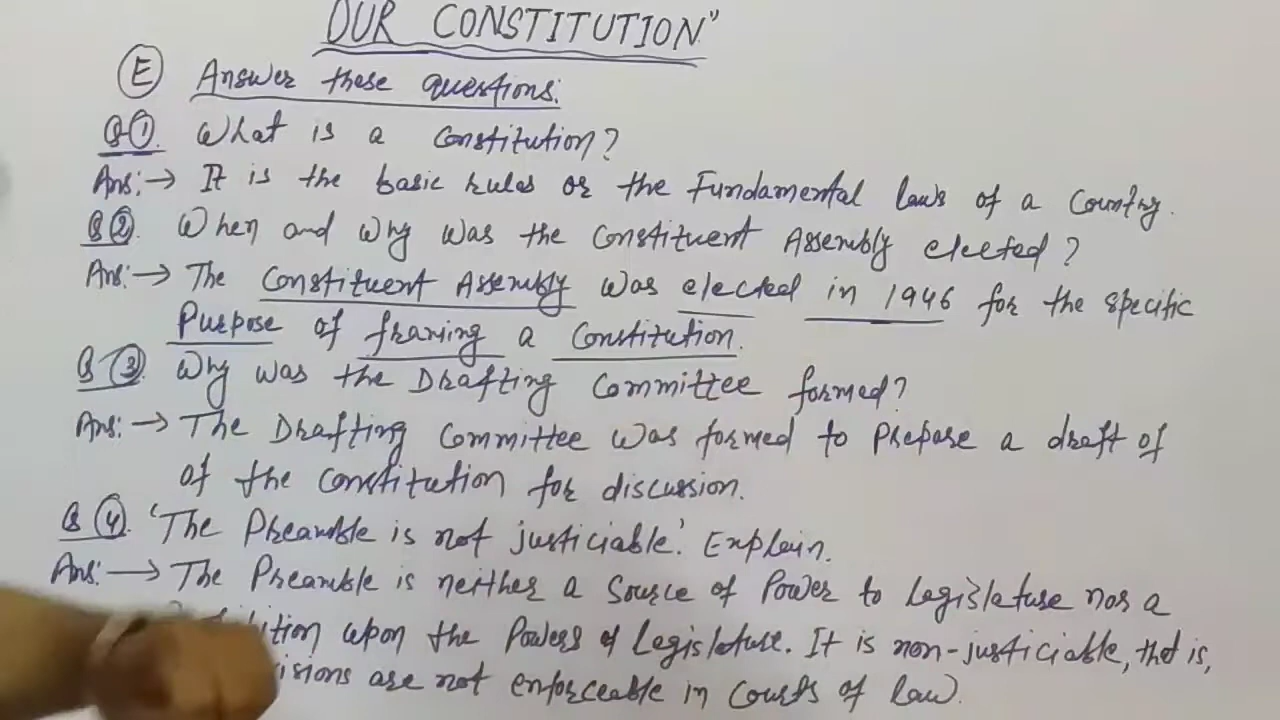 OUR CONSTITUTION"
(E) Answer these questions.
Q(1). What is a Constitution?
Ans:→ It is the basic rules or the Fundamental laws of a Country.
Q(2). When and Why was the Constituent Assembly elected?
Ans:→ The Constituent Assembly was elected in 1946 for the specific
Purpose of framing a Constitution.
Q(3). Why was the Drafting Committee formed?
Ans:→ The Drafting Committee was formed to Prepare a draft of
of the Constitution for discussion.
Q(4). 'The Preamble is not justiciable'. Explain.
Ans:→ The Preamble is neither a Source of Power to Legislature nor a
upon the Powers of Legislature. It is non-justiciable, that is,
are not enforceable in Courts of law.